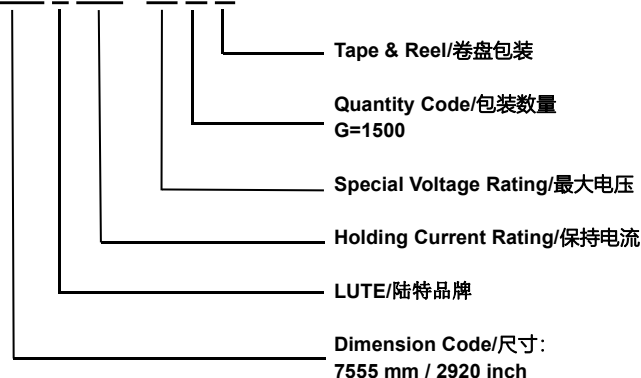 Tape & Reel/卷盘包装
Quantity Code/包装数量
G=1500
Special Voltage Rating/最大电压
Holding Current Rating/保持电流
LUTE/陆特品牌
Dimension Code/尺寸：
7555 mm / 2920 inch